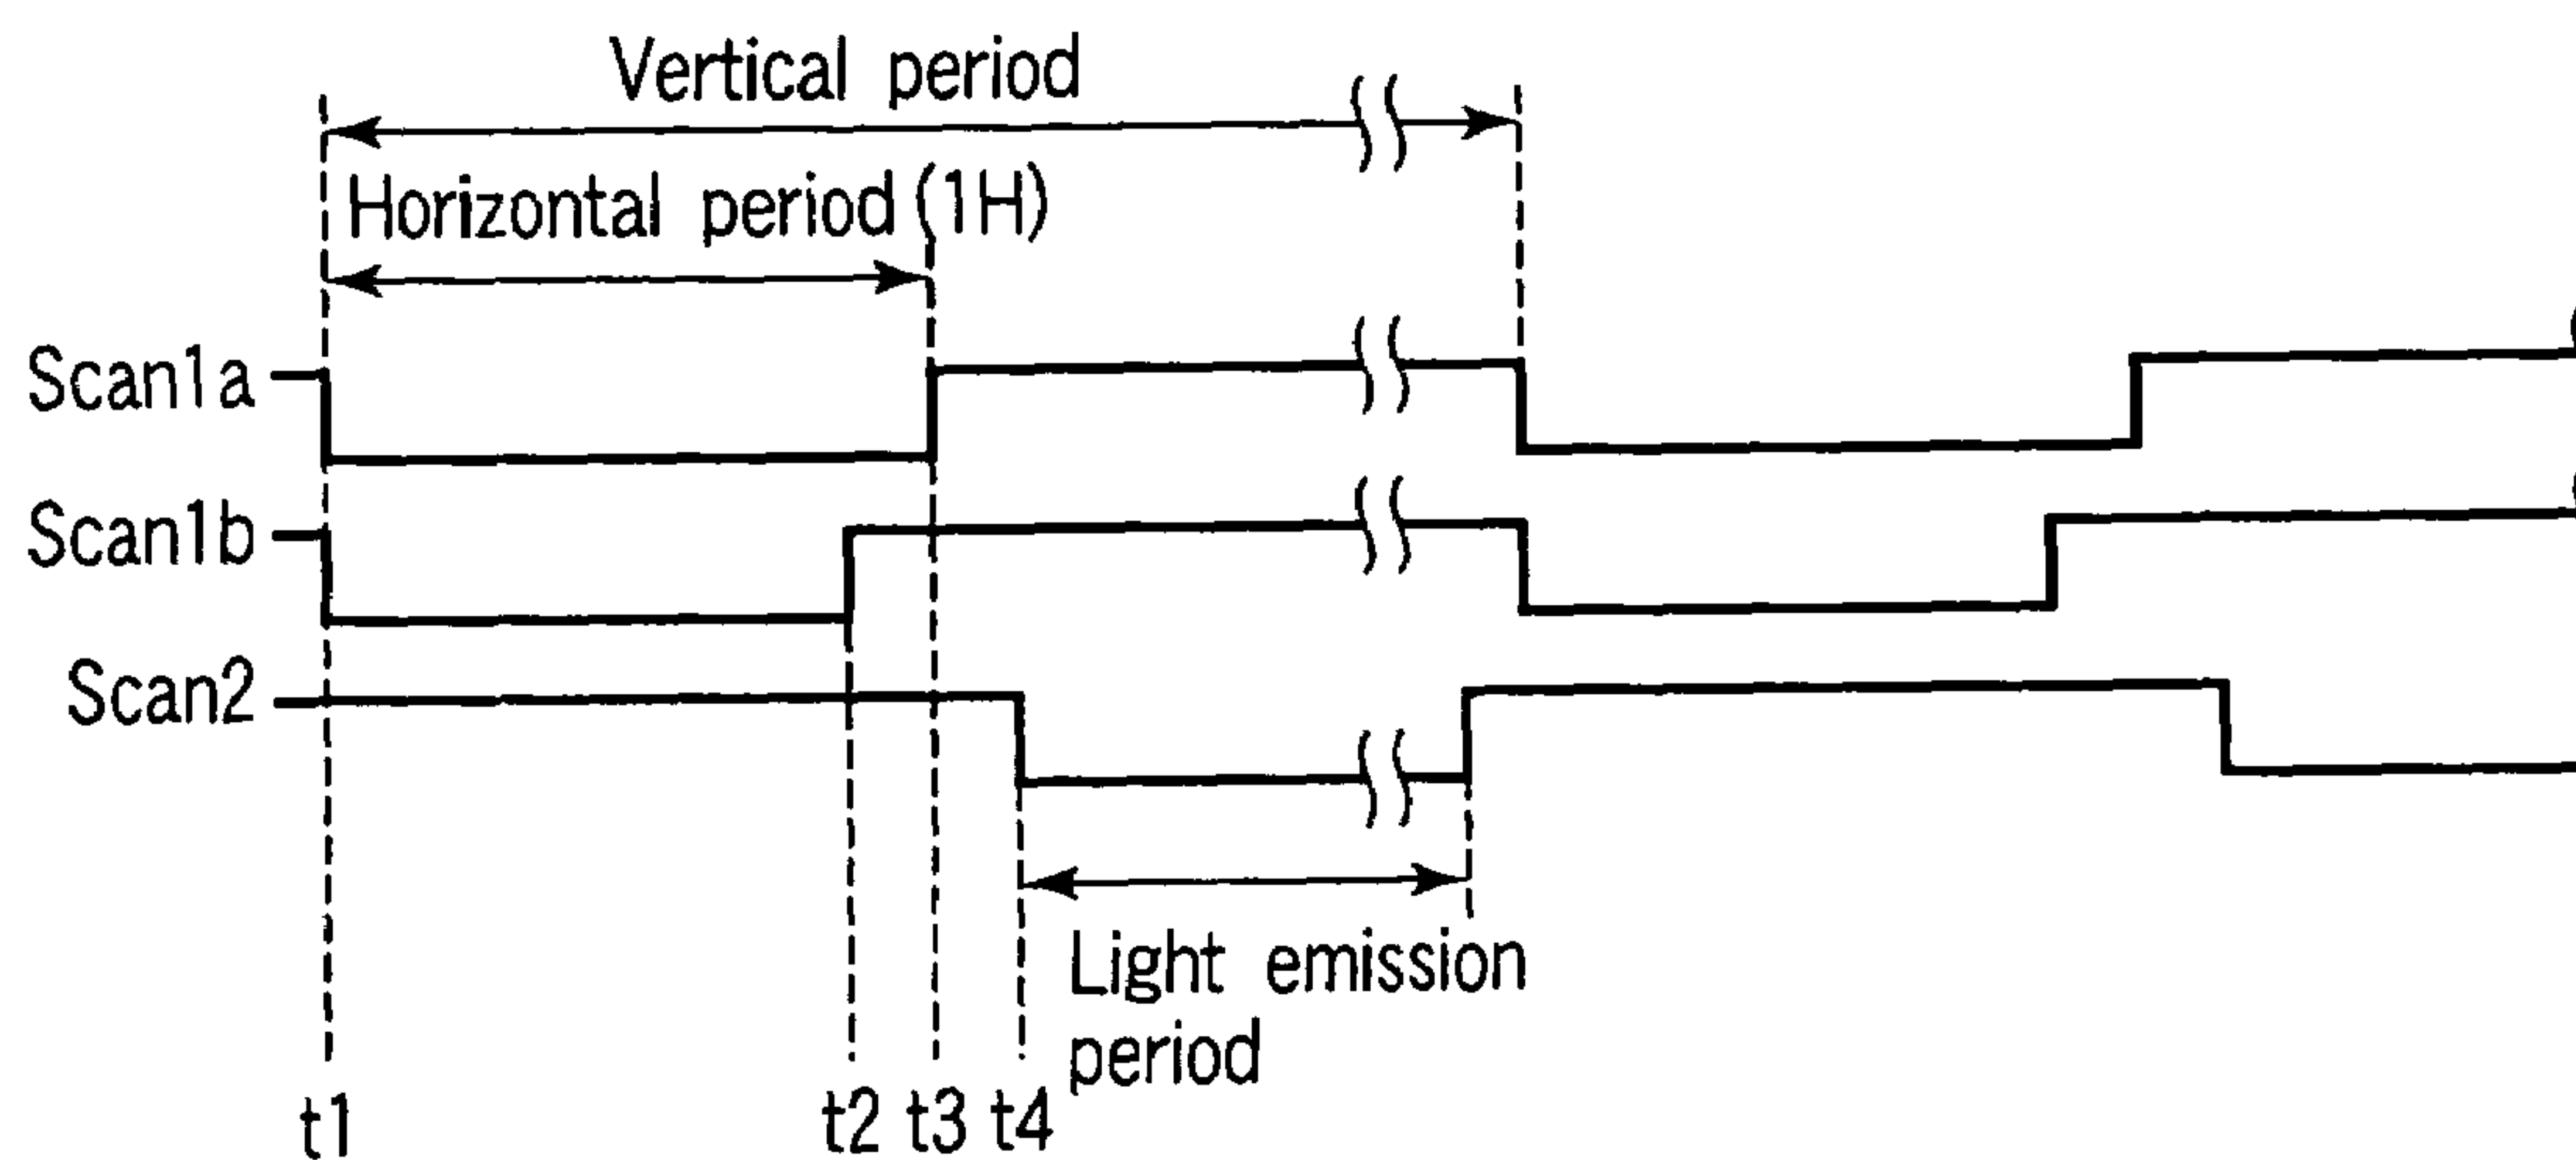 Vertical period
Horizontal period (1H)
Scan1a
Scan1b
Scan2
Light emission
period
t1
t2
t3
t4